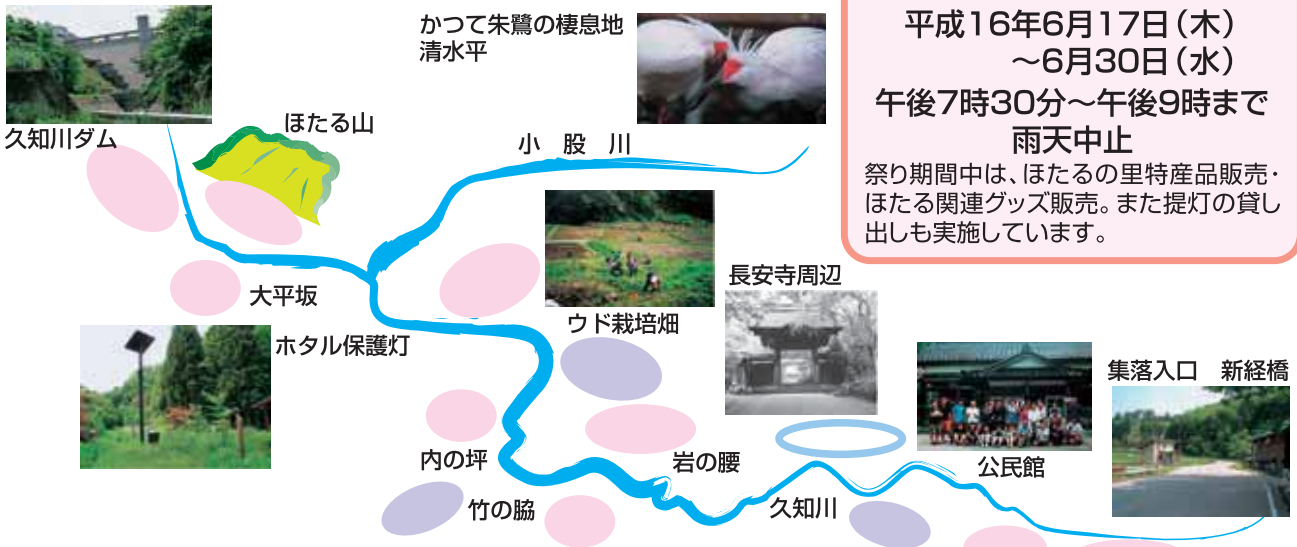 かつて朱鷺の棲息地
清水平
平成16年6月17日(木)
～6月30日(水)
午後7時30分～午後9時まで
雨天中止
祭り期間中は、ほたるの里特産品販売・
ほたる関連グッズ販売。また提灯の貸し
出しも実施しています。
久知川ダム
ほたる山
小股川
大平坂
ホタル保護灯
ウド栽培畑
長安寺周辺
集落入口　新経橋
公民館
内の坪
岩の腰
竹の脇
久知川